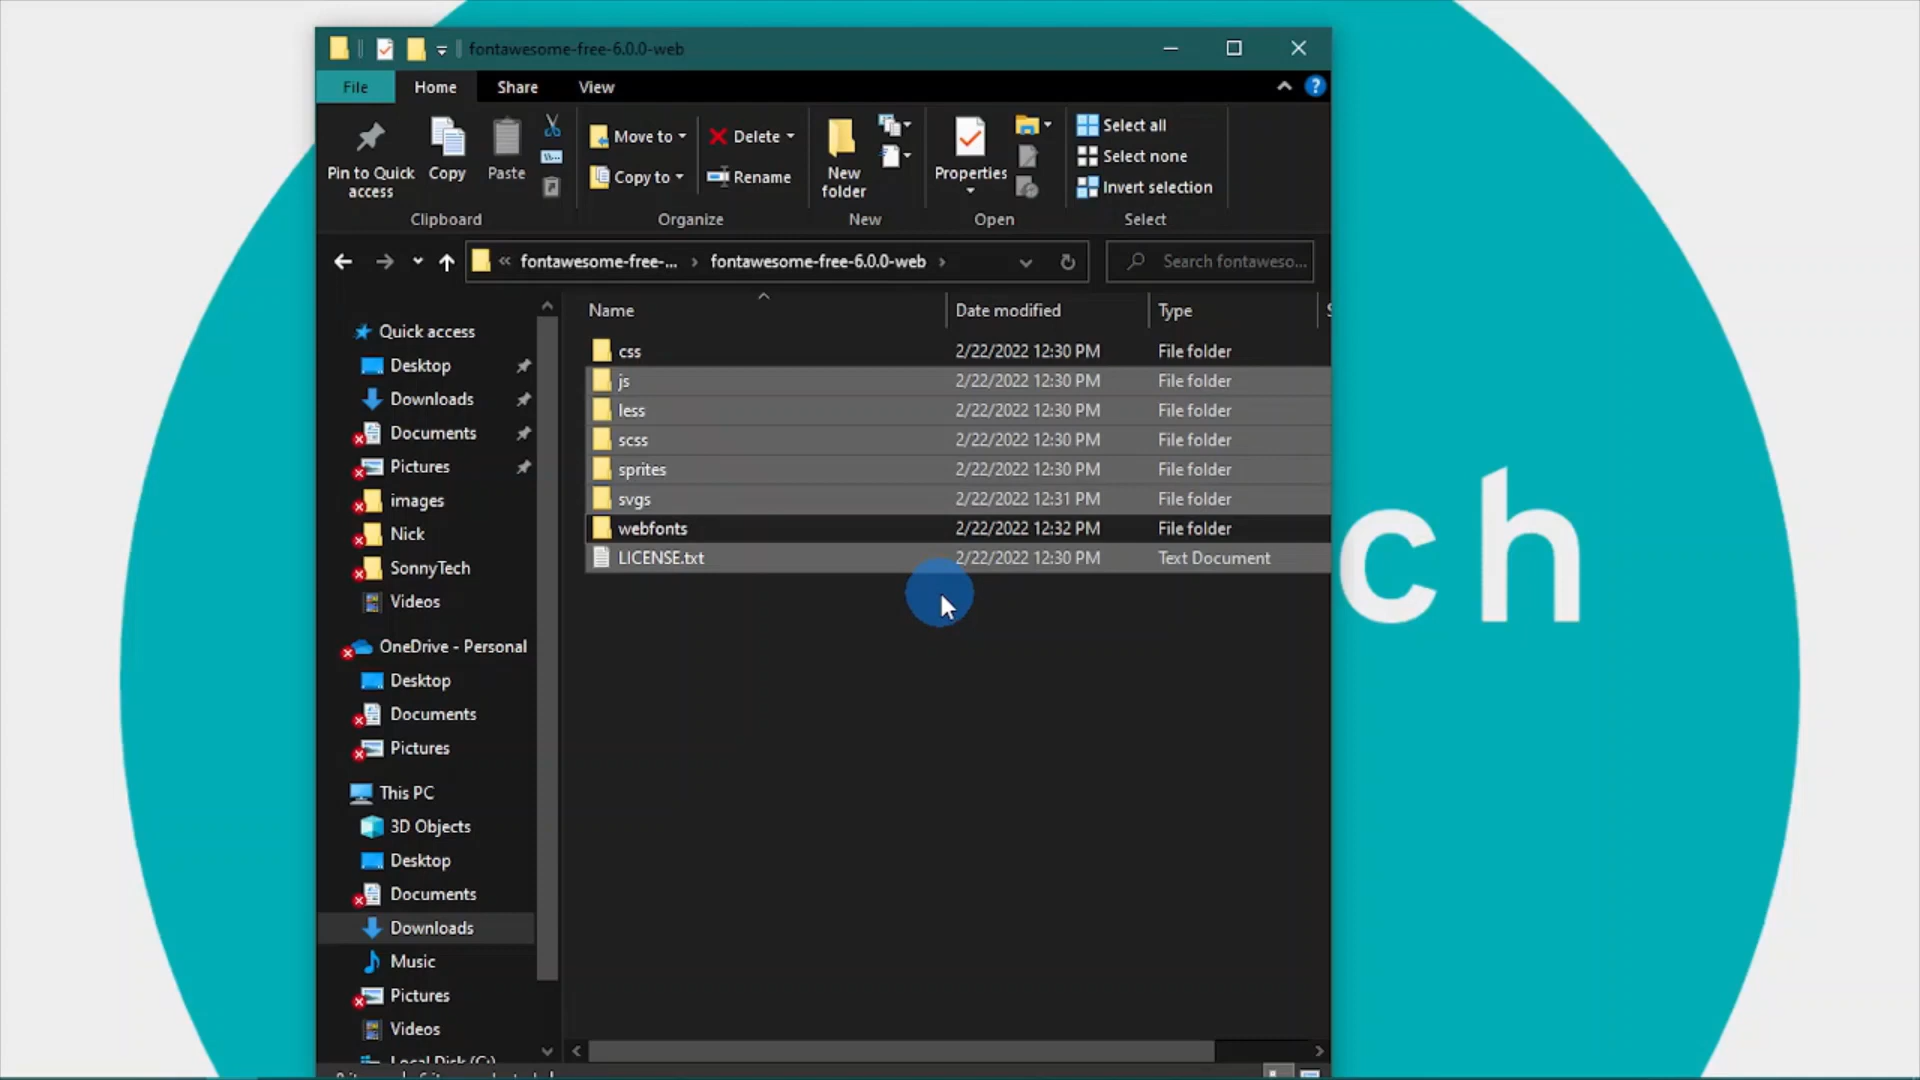 fontawesome-free-6.0.0-web
File Home Share View
Pin to Quick access
Copy
Paste
Move to
Copy to
Delete
Rename
New folder
Properties
Select all
Select none
Invert selection
Clipboard Organize New Open Select
« fontawesome-free-... › fontawesome-free-6.0.0-web ›
Search fontaweso...
Name Date modified Type
css 2/22/2022 12:30 PM File folder
js 2/22/2022 12:30 PM File folder
less 2/22/2022 12:30 PM File folder
scss 2/22/2022 12:30 PM File folder
sprites 2/22/2022 12:30 PM File folder
svgs 2/22/2022 12:31 PM File folder
webfonts 2/22/2022 12:32 PM File folder
LICENSE.txt 2/22/2022 12:30 PM Text Document
Quick access
Desktop
Downloads
Documents
Pictures
images
Nick
SonnyTech
Videos
OneDrive - Personal
Desktop
Documents
Pictures
This PC
3D Objects
Desktop
Documents
Downloads
Music
Pictures
Videos
Local Disk (C:)
ch